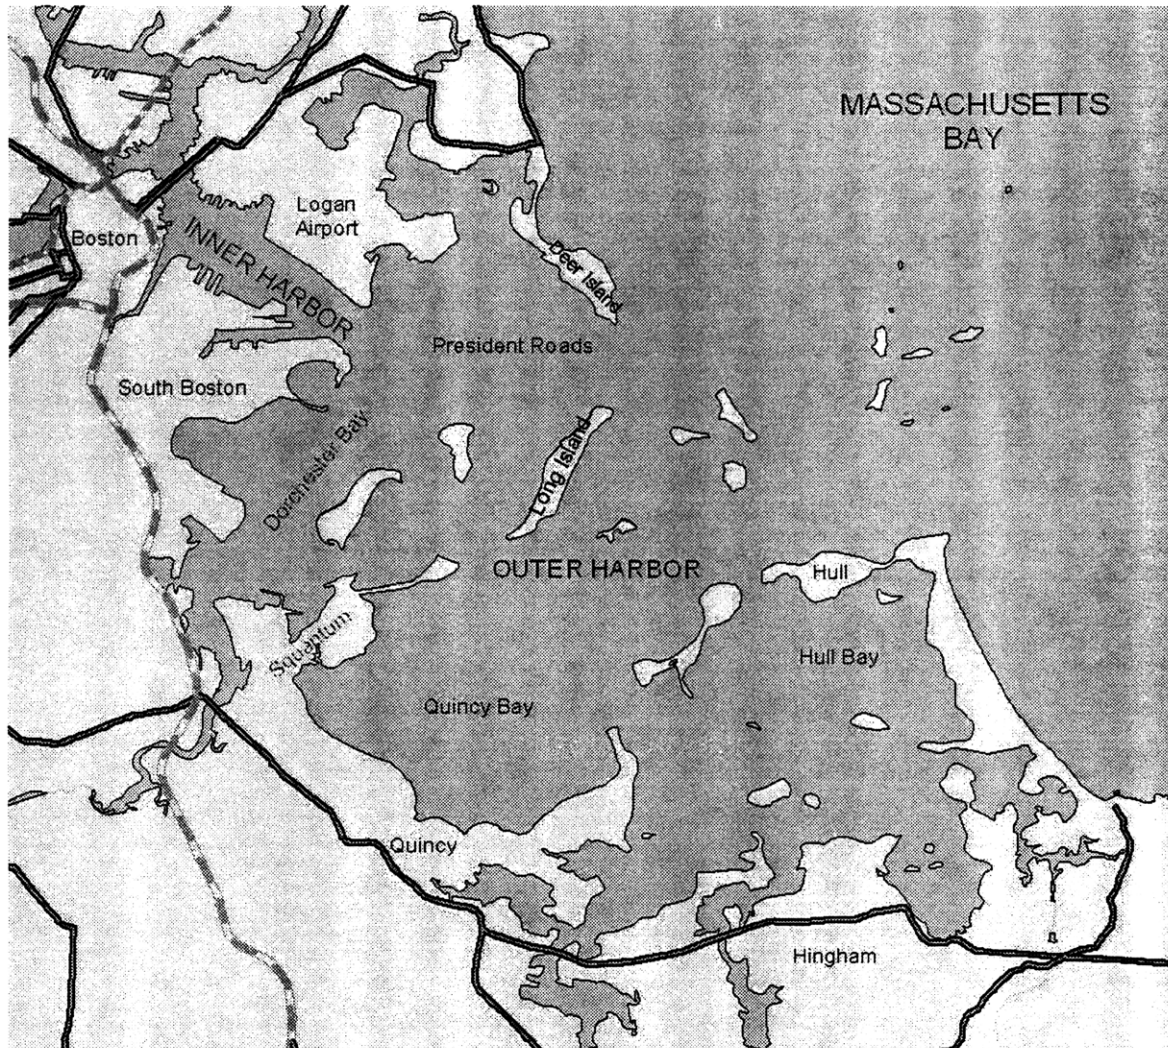 MASSACHUSETTS
BAY
Logan
Airport
Boston
INNER HARBOR
Deer Island
President Roads
South Boston
Dorchester Bay
Long Island
OUTER HARBOR
Hull
Squantum
Hull Bay
Quincy Bay
Quincy
Hingham